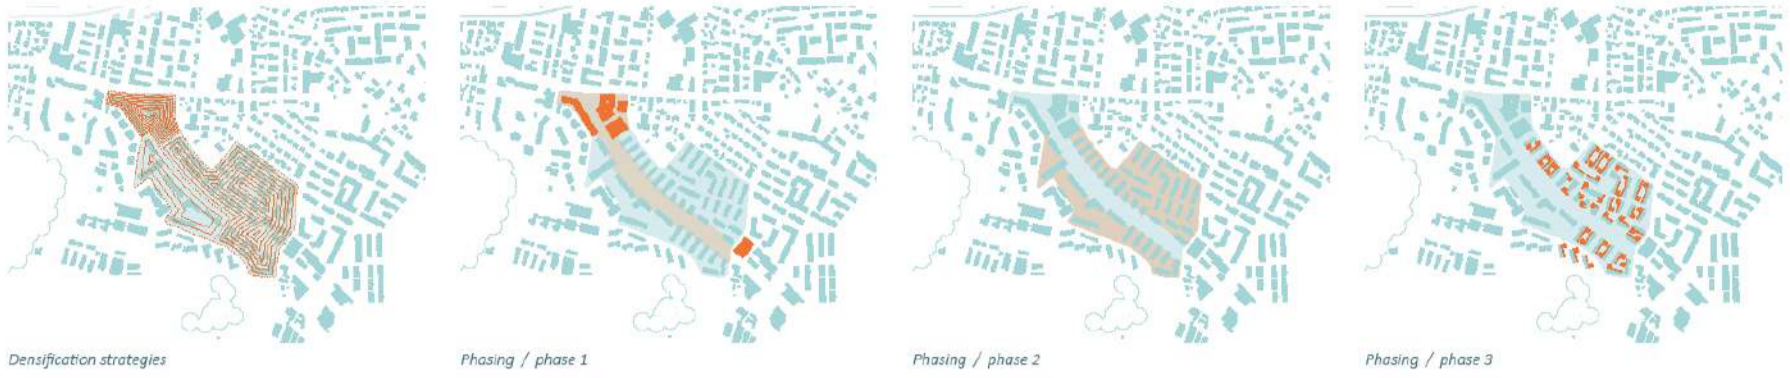 Densification strategies
Phasing / phase 1
Phasing / phase 2
Phasing / phase 3